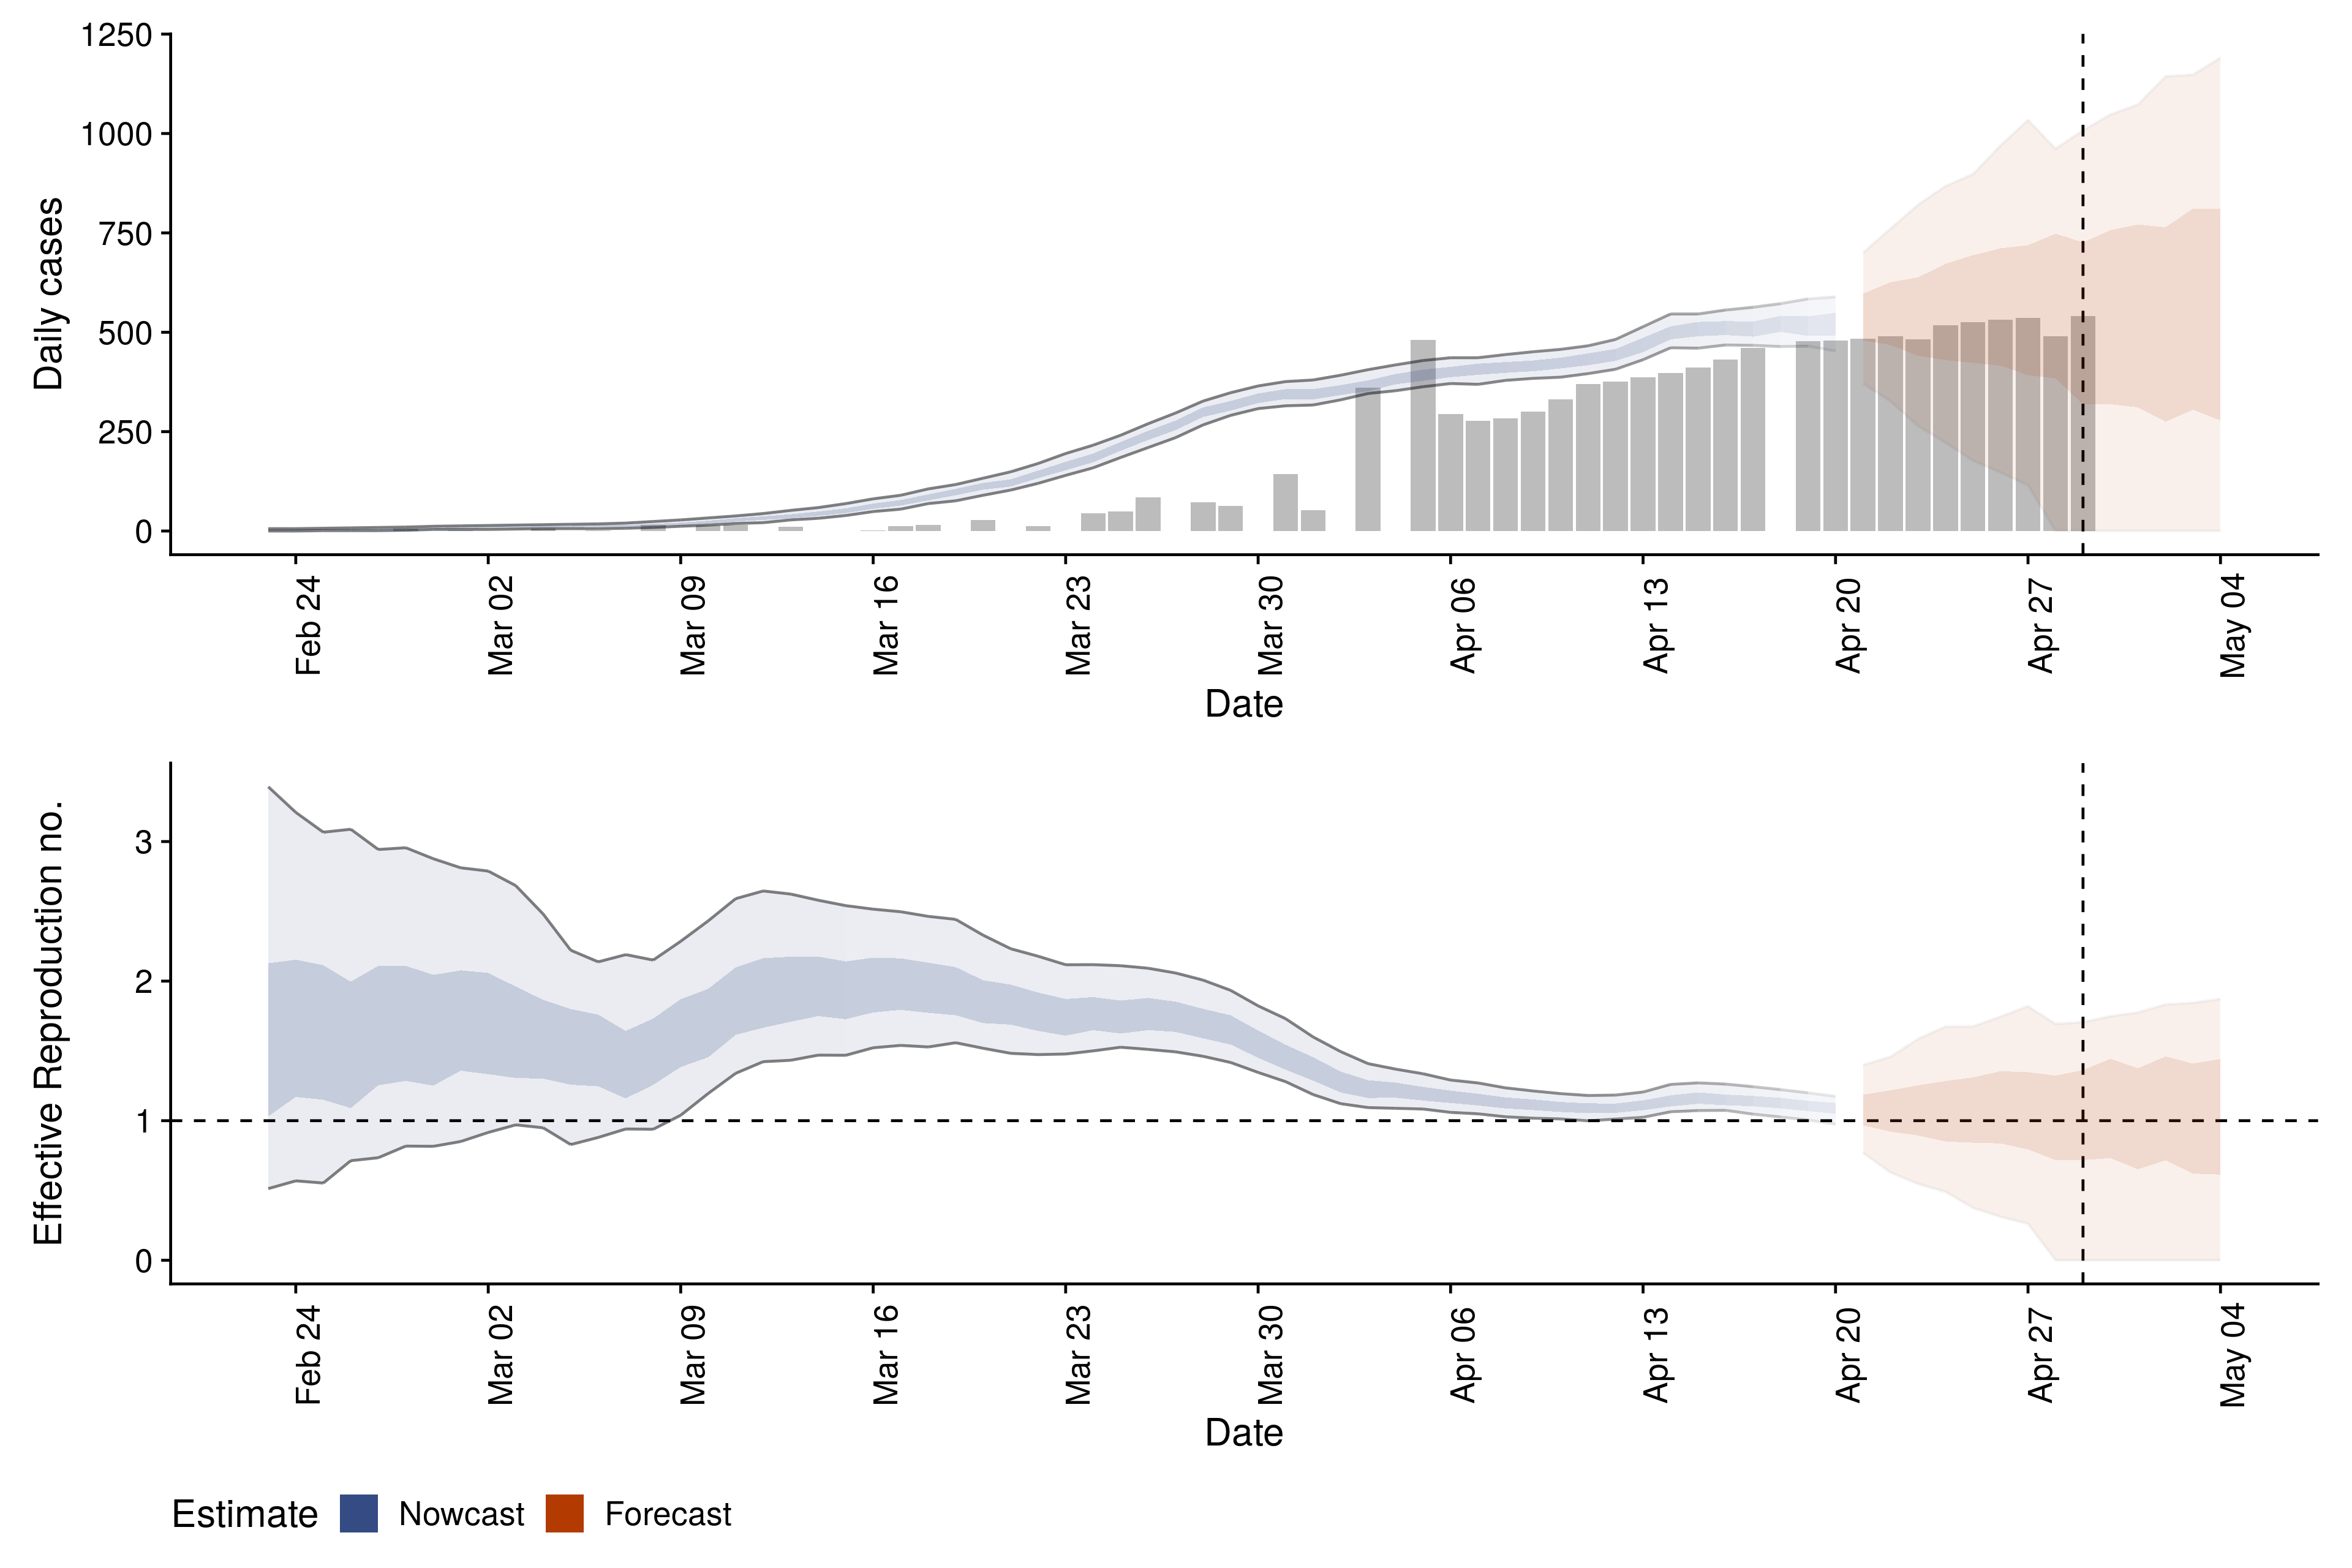 1250
1000
750
500
250
0
Daily cases
Feb 24
Mar 02
Mar 09
Mar 16
Mar 23
Mar 30
Apr 06
Apr 13
Apr 20
Apr 27
May 04
Date
3
2
1
0
Effective Reproduction no.
Feb 24
Mar 02
Mar 09
Mar 16
Mar 23
Mar 30
Apr 06
Apr 13
Apr 20
Apr 27
May 04
Date
Estimate Nowcast Forecast